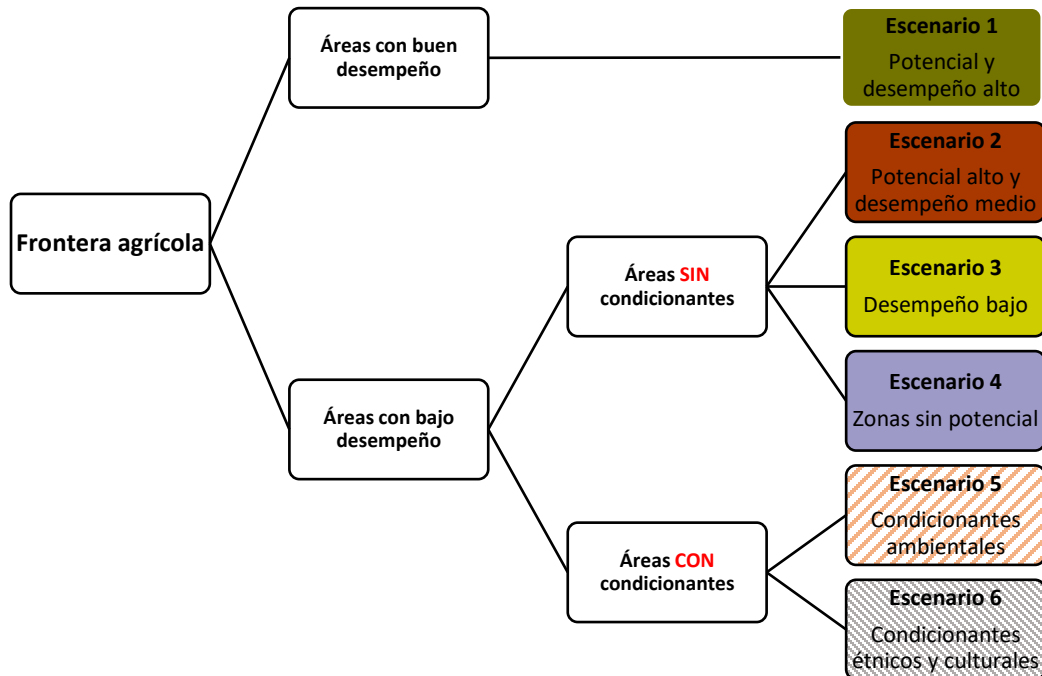 Frontera agrícola
Áreas con buen
desempeño
Áreas con bajo
desempeño
Áreas SIN
condicionantes
Áreas CON
condicionantes
Escenario 1
Potencial y
desempeño alto
Escenario 2
Potencial alto y
desempeño medio
Escenario 3
Desempeño bajo
Escenario 4
Zonas sin potencial
Escenario 5
Condicionantes
ambientales
Escenario 6
Condicionantes
étnicos y culturales